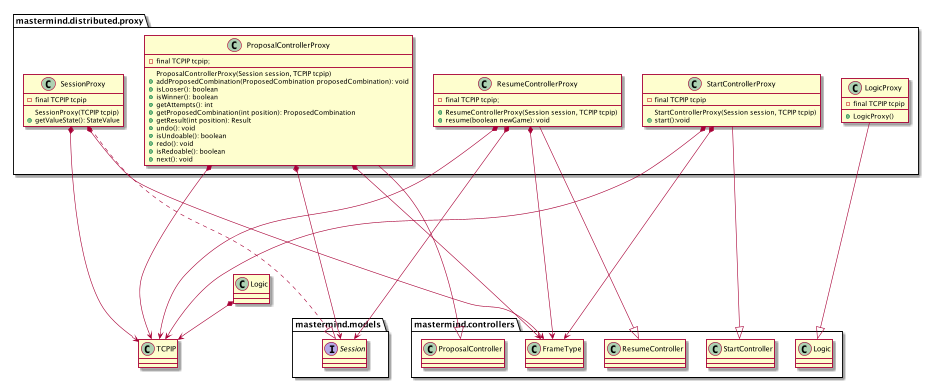 mastermind.distributed.proxy
C ProposalControllerProxy
final TCPIP tcpip;
ProposalControllerProxy(Session session, TCPIP tcpip)
addProposedCombination(ProposedCombination proposedCombination): void
isLooser(): boolean
isWinner(): boolean
getAttempts(): int
getProposedCombination(int position): ProposedCombination
getResult(int position): Result
undo(): void
isUndoable(): boolean
redo(): void
isRedoable(): boolean
next(): void
C SessionProxy
final TCPIP tcpip
SessionProxy(TCPIP tcpip)
getValueState(): StateValue
C ResumeControllerProxy
final TCPIP tcpip;
ResumeControllerProxy(Session session, TCPIP tcpip)
resume(boolean newGame): void
C StartControllerProxy
final TCPIP tcpip
StartControllerProxy(Session session, TCPIP tcpip)
start():void
C LogicProxy
final TCPIP tcpip
LogicProxy()
C Logic
mastermind.models
mastermind.controllers
C TCPIP
I Session
C ProposalController
C FrameType
C ResumeController
C StartController
C Logic